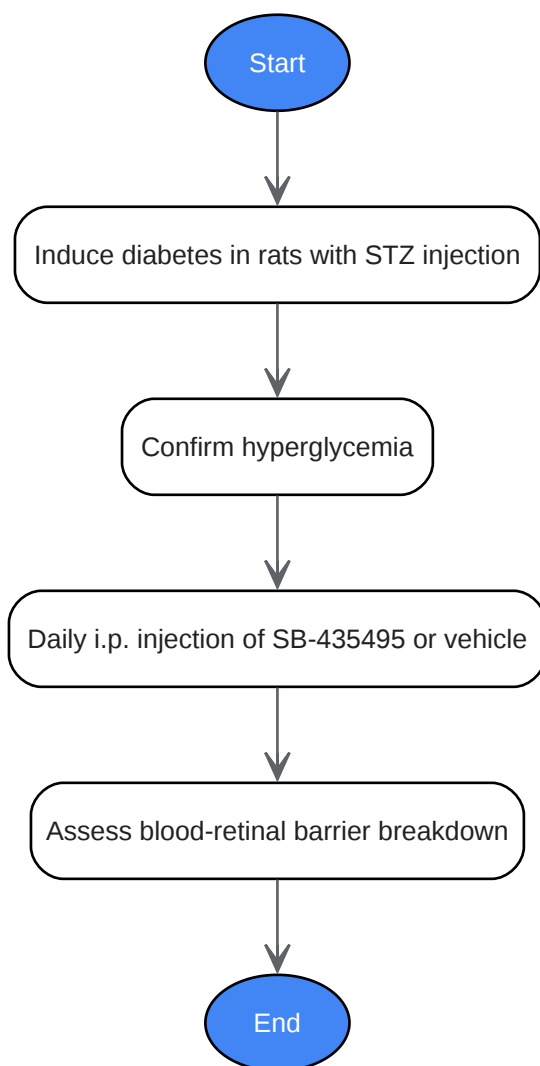 Start
Induce diabetes in rats with STZ injection
Confirm hyperglycemia
Daily i.p. injection of SB-435495 or vehicle
Assess blood-retinal barrier breakdown
End